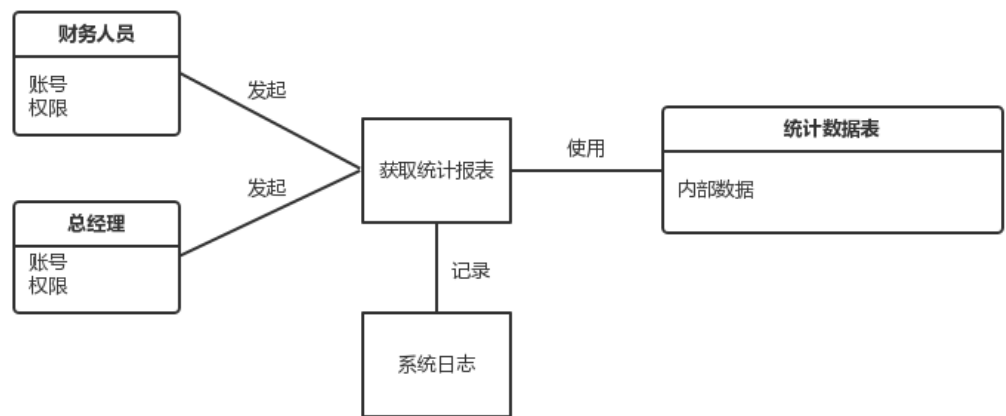 财务人员
账号
权限
发起
统计数据表
使用
获取统计报表
内部数据
发起
总经理
账号
权限
记录
系统日志